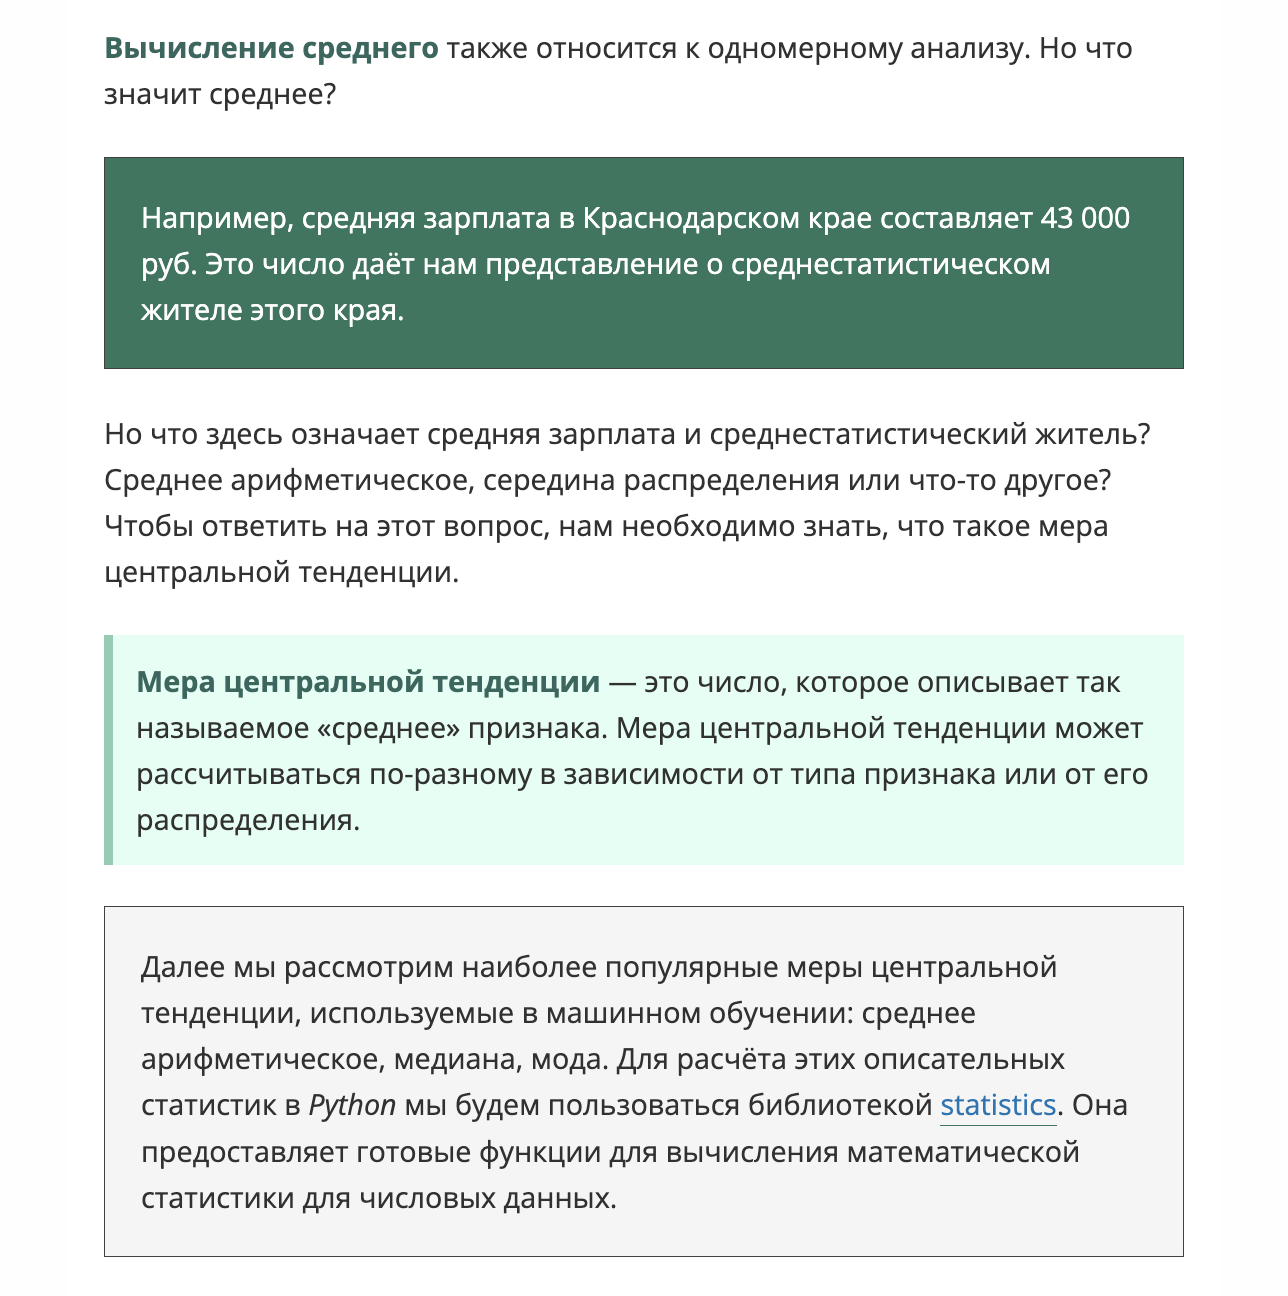 Вычисление среднего также относится к одномерному анализу. Но что
значит среднее?
Например, средняя зарплата в Краснодарском крае составляет 43 000
руб. Это число даёт нам представление о среднестатистическом
жителе этого края.
Но что здесь означает средняя зарплата и среднестатистический житель?
Среднее арифметическое, середина распределения или что-то другое?
Чтобы ответить на этот вопрос, нам необходимо знать, что такое мера
центральной тенденции.
Мера центральной тенденции — это число, которое описывает так
называемое «среднее» признака. Мера центральной тенденции может
рассчитываться по-разному в зависимости от типа признака или от его
распределения.
Далее мы рассмотрим наиболее популярные меры центральной
тенденции, используемые в машинном обучении: среднее
арифметическое, медиана, мода. Для расчёта этих описательных
статистик в Python мы будем пользоваться библиотекой statistics. Она
предоставляет готовые функции для вычисления математической
статистики для числовых данных.